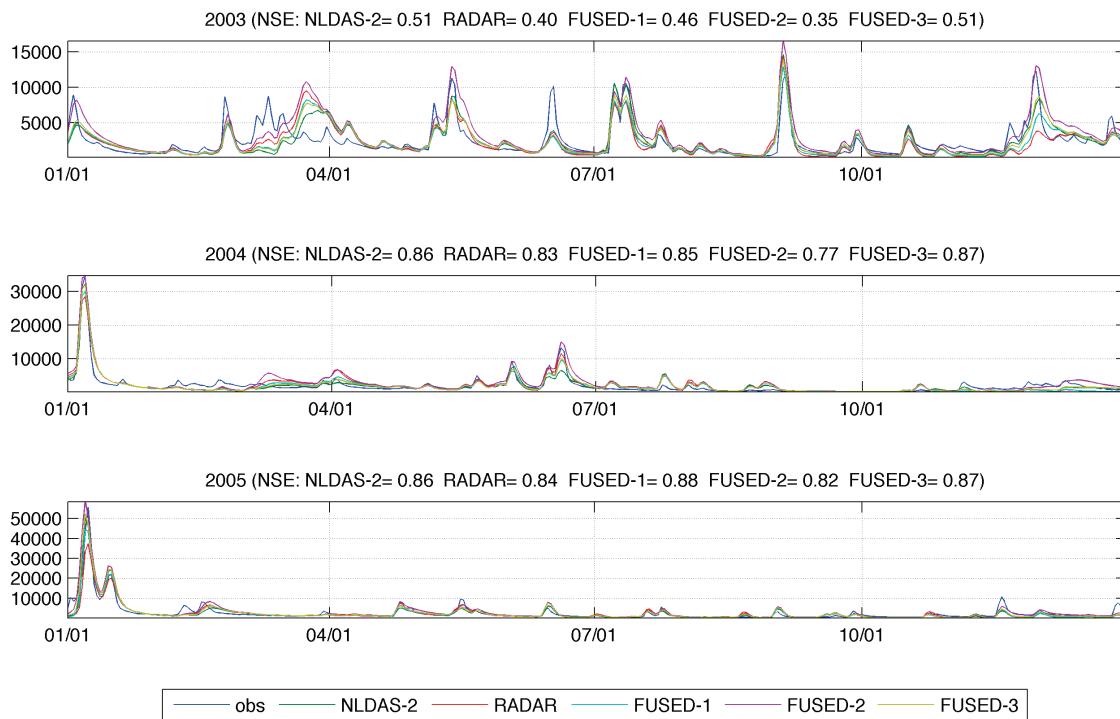 2003 (NSE: NLDAS-2= 0.51 RADAR= 0.40 FUSED-1= 0.46 FUSED-2= 0.35 FUSED-3= 0.51)
15000
10000
5000
01/01 04/01 07/01 10/01
2004 (NSE: NLDAS-2= 0.86 RADAR= 0.83 FUSED-1= 0.85 FUSED-2= 0.77 FUSED-3= 0.87)
30000
20000
10000
01/01 04/01 07/01 10/01
2005 (NSE: NLDAS-2= 0.86 RADAR= 0.84 FUSED-1= 0.88 FUSED-2= 0.82 FUSED-3= 0.87)
50000
40000
30000
20000
10000
01/01 04/01 07/01 10/01
obs NLDAS-2 RADAR FUSED-1 FUSED-2 FUSED-3